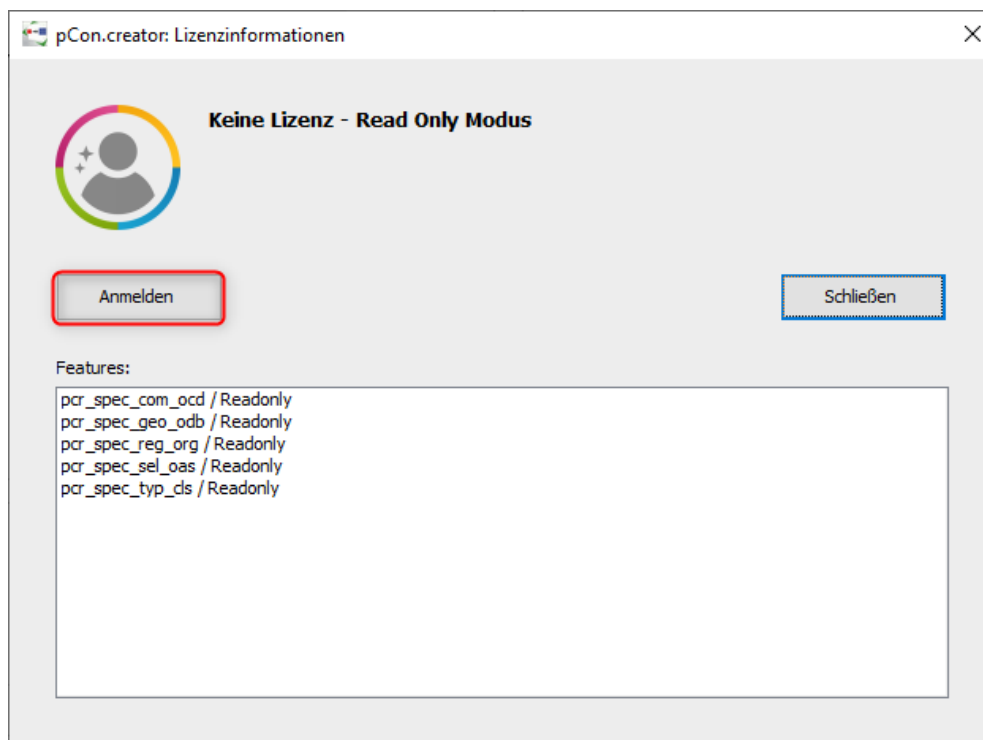 pCon.creator: Lizenzinformationen
Keine Lizenz - Read Only Modus
Anmelden
Schließen
Features:
pcr_spec_com_ocd / Readonly
pcr_spec_geo_odb / Readonly
pcr_spec_reg_org / Readonly
pcr_spec_sel_oas / Readonly
pcr_spec_typ_cls / Readonly